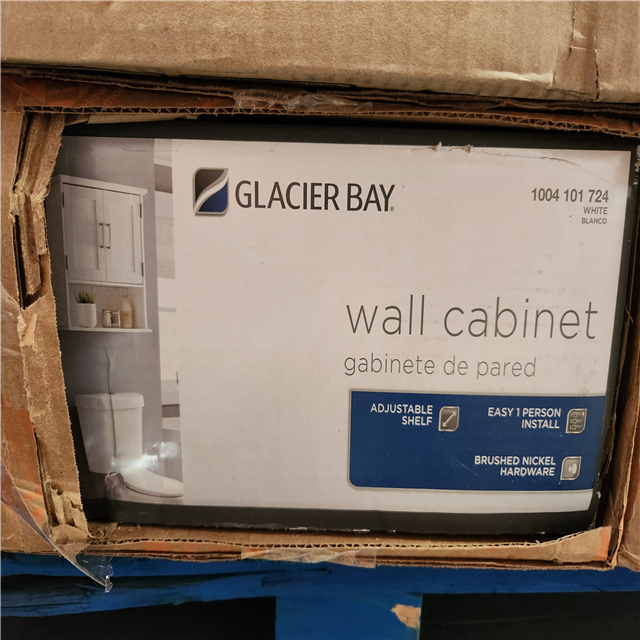 GLACIER BAY®
1004 101 724
WHITE
BLANCO
wall cabinet
gabinete de pared
ADJUSTABLE
SHELF
EASY 1 PERSON
INSTALL
BRUSHED NICKEL
HARDWARE